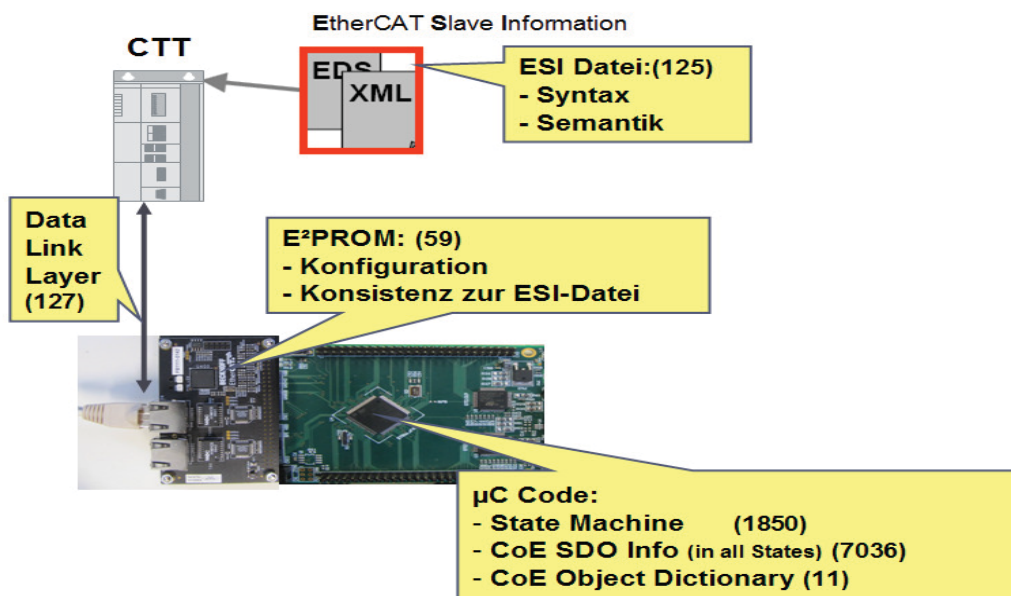 EtherCAT Slave Information
CTT
EDS
XML
ESI Datei:(125)
- Syntax
- Semantik
Data
Link
Layer
(127)
E²PROM: (59)
- Konfiguration
- Konsistenz zur ESI-Datei
µC Code:
- State Machine (1850)
- CoE SDO Info (in all States) (7036)
- CoE Object Dictionary (11)